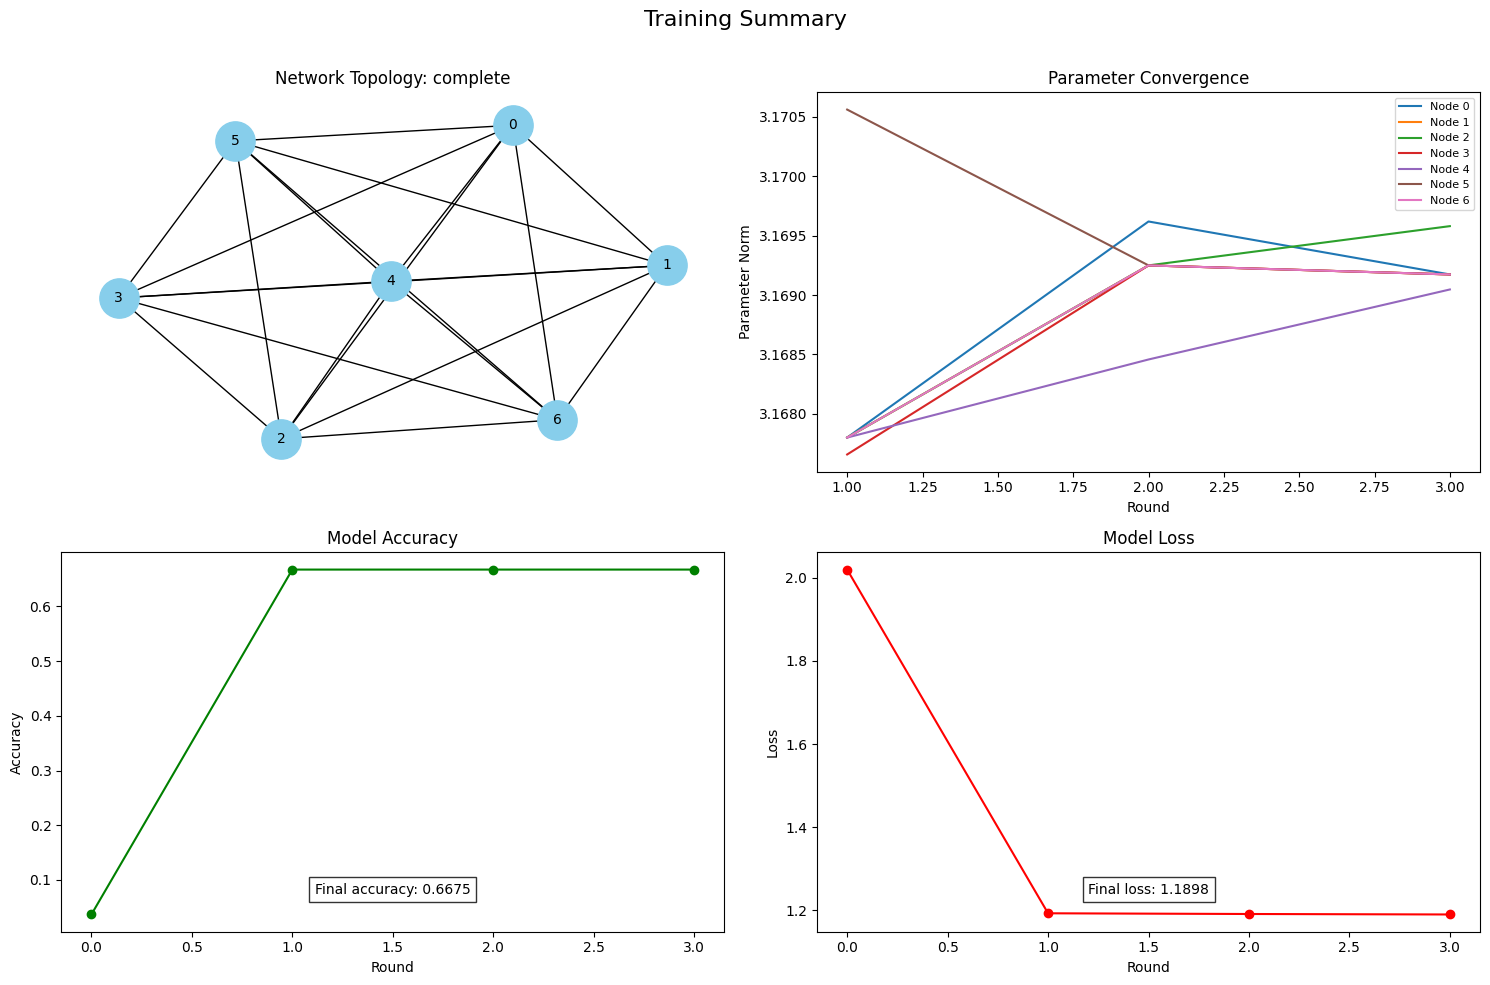 Training Summary
Network Topology: complete
5
0
1
4
3
6
2
Parameter Convergence
Parameter Norm
3.1705
3.1700
3.1695
3.1690
3.1685
3.1680
Node 0
Node 1
Node 2
Node 3
Node 4
Node 5
Node 6
1.00 1.25 1.50 1.75 2.00 2.25 2.50 2.75 3.00
Round
Model Accuracy
Accuracy
0.6
0.5
0.4
0.3
0.2
0.1
Final accuracy: 0.6675
0.0 0.5 1.0 1.5 2.0 2.5 3.0
Round
Model Loss
Loss
2.0
1.8
1.6
1.4
1.2
Final loss: 1.1898
0.0 0.5 1.0 1.5 2.0 2.5 3.0
Round